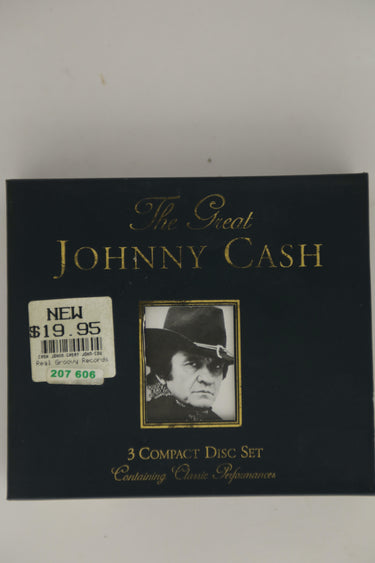 The Great
JOHNNY CASH
NEW
$19.95
Real Groovy Records
207 606
3 COMPACT DISC SET
Containing Classic Performances